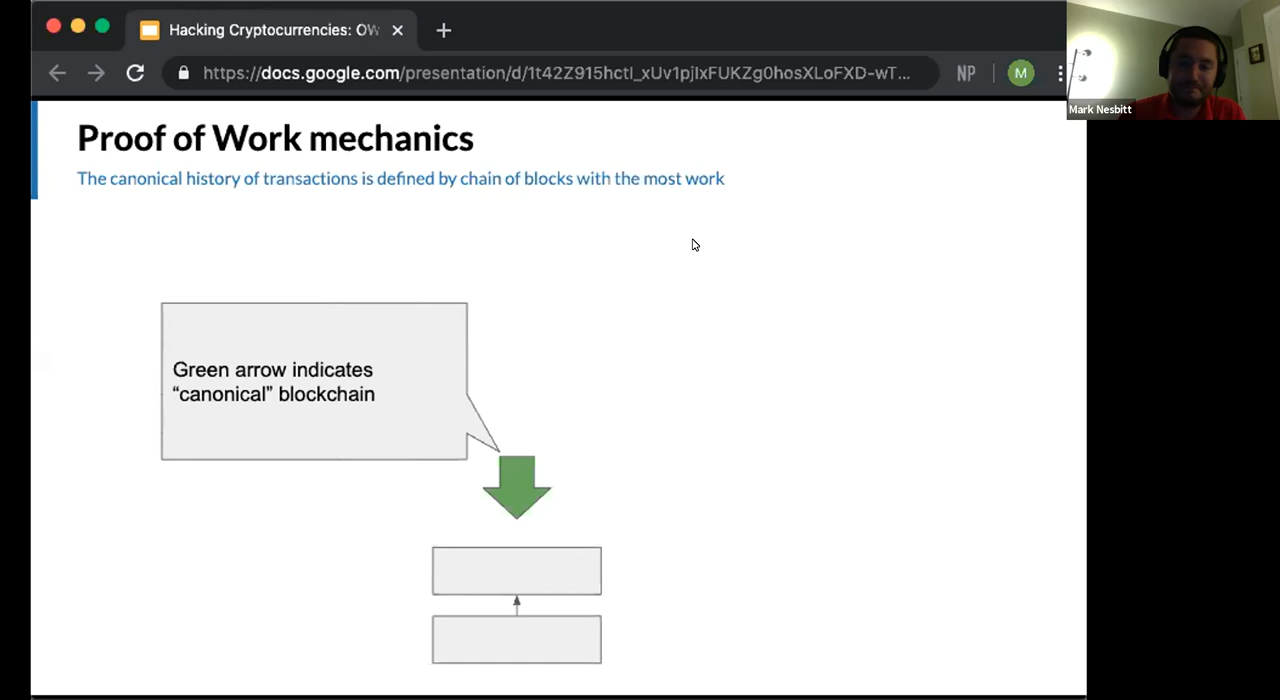 Hacking Cryptocurrencies: OW
https://docs.google.com/presentation/d/1t42Z915hctI_xUv1pjIxFUKZg0hosXLoFXD-wT...
NP
M
Mark Nesbitt
Proof of Work mechanics
The canonical history of transactions is defined by chain of blocks with the most work
Green arrow indicates
“canonical” blockchain